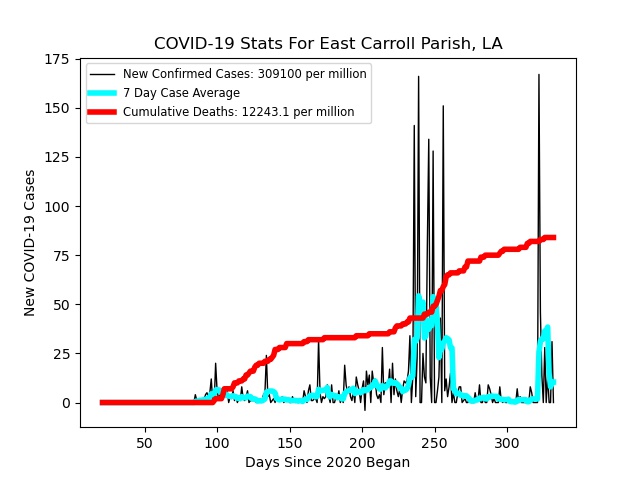 COVID-19 Stats For East Carroll Parish, LA
New Confirmed Cases: 309100 per million
7 Day Case Average
Cumulative Deaths: 12243.1 per million
New COVID-19 Cases
175
150
125
100
75
50
25
0
50
100
150
200
250
300
Days Since 2020 Began